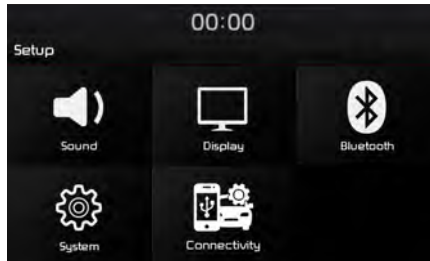 00:00
Setup
Sound
Display
Bluetooth
System
Connectivity